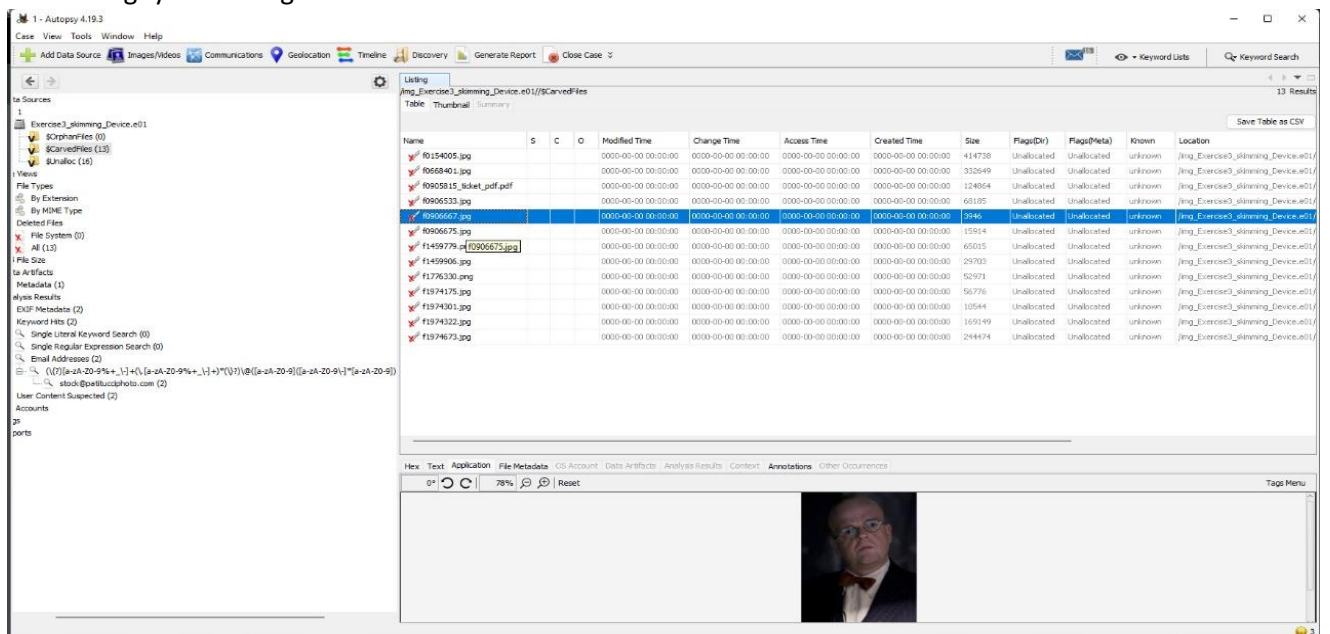 1 - Autopsy 4.19.3
Case View Tools Window Help
Add Data Source Images/Videos Communications Geolocation Timeline Discovery Generate Report Close Case Keyword Lists Keyword Search
ta Sources
1
Exercise3_skimming_Device.e01
$OrphanFiles (0)
$CarvedFiles (13)
$Unalloc (16)
Views
File Types
By Extension
By MIME Type
Deleted Files
File System (0)
All (13)
File Size
ta Artifacts
Metadata (1)
alysis Results
EXIF Metadata (2)
Keyword Hits (2)
Single Literal Keyword Search (0)
Single Regular Expression Search (0)
Email Addresses (2)
(\{?)[a-zA-Z0-9%+_\-]+(\.[a-zA-Z0-9%+_\-]+)*(\}?)\@([a-zA-Z0-9]([a-zA-Z0-9\-]*[a-zA-Z0-9])
stock@patitucciphoto.com (2)
User Content Suspected (2)
Accounts
gs
ports
Listing
/img_Exercise3_skimming_Device.e01//$CarvedFiles 13 Results
Table Thumbnail Summary
Save Table as CSV
Name S C O Modified Time Change Time Access Time Created Time Size Flags(Dir) Flags(Meta) Known Location
f0154005.jpg 0000-00-00 00:00:00 0000-00-00 00:00:00 0000-00-00 00:00:00 0000-00-00 00:00:00 414738 Unallocated Unallocated unknown /img_Exercise3_skimming_Device.e01/
f0668401.jpg 0000-00-00 00:00:00 0000-00-00 00:00:00 0000-00-00 00:00:00 0000-00-00 00:00:00 332649 Unallocated Unallocated unknown /img_Exercise3_skimming_Device.e01/
f0905815_ticket_pdf.pdf 0000-00-00 00:00:00 0000-00-00 00:00:00 0000-00-00 00:00:00 0000-00-00 00:00:00 124864 Unallocated Unallocated unknown /img_Exercise3_skimming_Device.e01/
f0906533.jpg 0000-00-00 00:00:00 0000-00-00 00:00:00 0000-00-00 00:00:00 0000-00-00 00:00:00 68185 Unallocated Unallocated unknown /img_Exercise3_skimming_Device.e01/
f0906667.jpg 0000-00-00 00:00:00 0000-00-00 00:00:00 0000-00-00 00:00:00 0000-00-00 00:00:00 3946 Unallocated Unallocated unknown /img_Exercise3_skimming_Device.e01/
f0906675.jpg 0000-00-00 00:00:00 0000-00-00 00:00:00 0000-00-00 00:00:00 0000-00-00 00:00:00 15914 Unallocated Unallocated unknown /img_Exercise3_skimming_Device.e01/
f1459779.p f0906675.jpg 0000-00-00 00:00:00 0000-00-00 00:00:00 0000-00-00 00:00:00 0000-00-00 00:00:00 65015 Unallocated Unallocated unknown /img_Exercise3_skimming_Device.e01/
f1459906.jpg 0000-00-00 00:00:00 0000-00-00 00:00:00 0000-00-00 00:00:00 0000-00-00 00:00:00 29703 Unallocated Unallocated unknown /img_Exercise3_skimming_Device.e01/
f1776330.png 0000-00-00 00:00:00 0000-00-00 00:00:00 0000-00-00 00:00:00 0000-00-00 00:00:00 52971 Unallocated Unallocated unknown /img_Exercise3_skimming_Device.e01/
f1974175.jpg 0000-00-00 00:00:00 0000-00-00 00:00:00 0000-00-00 00:00:00 0000-00-00 00:00:00 56776 Unallocated Unallocated unknown /img_Exercise3_skimming_Device.e01/
f1974301.jpg 0000-00-00 00:00:00 0000-00-00 00:00:00 0000-00-00 00:00:00 0000-00-00 00:00:00 10544 Unallocated Unallocated unknown /img_Exercise3_skimming_Device.e01/
f1974322.jpg 0000-00-00 00:00:00 0000-00-00 00:00:00 0000-00-00 00:00:00 0000-00-00 00:00:00 169149 Unallocated Unallocated unknown /img_Exercise3_skimming_Device.e01/
f1974673.jpg 0000-00-00 00:00:00 0000-00-00 00:00:00 0000-00-00 00:00:00 0000-00-00 00:00:00 244474 Unallocated Unallocated unknown /img_Exercise3_skimming_Device.e01/
Hex Text Application File Metadata OS Account Data Artifacts Analysis Results Context Annotations Other Occurrences
0° 78% Reset Tags Menu
3